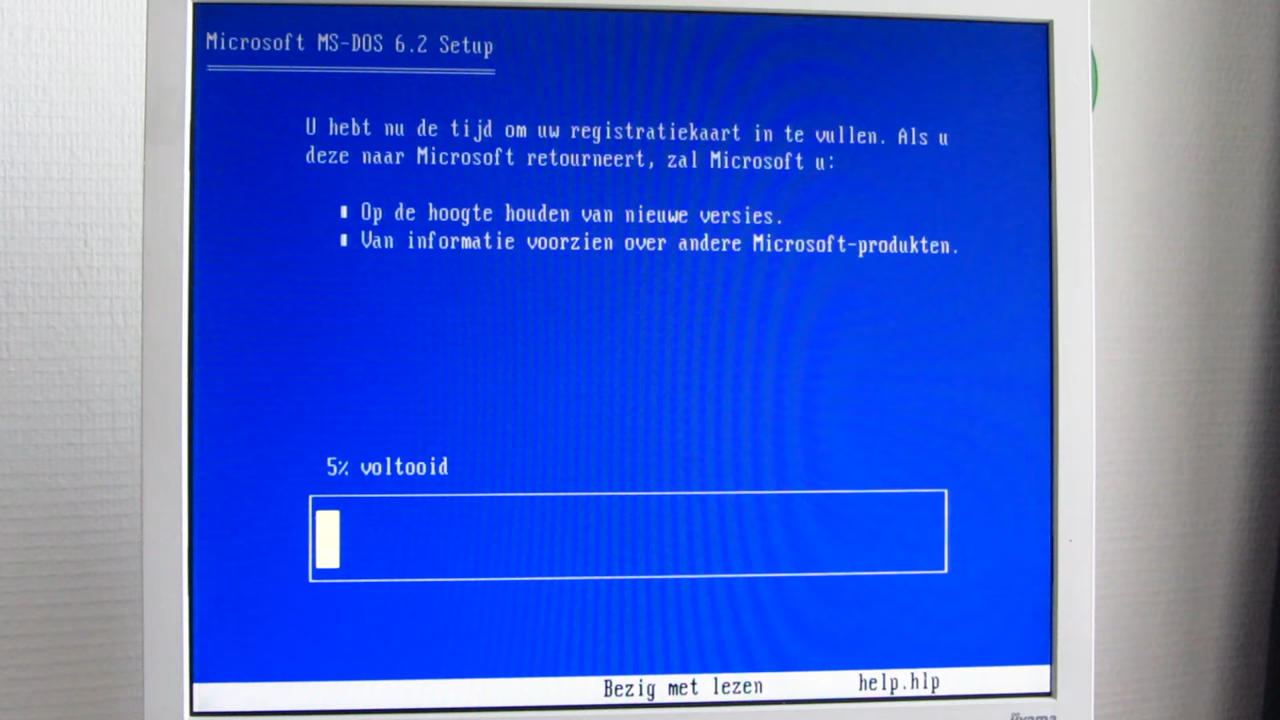 Microsoft MS-DOS 6.2 Setup
U hebt nu de tijd om uw registratiekaart in te vullen. Als u
deze naar Microsoft retourneert, zal Microsoft u:
Op de hoogte houden van nieuwe versies.
Van informatie voorzien over andere Microsoft-produkten.
5% voltooid
Bezig met lezen help.hlp